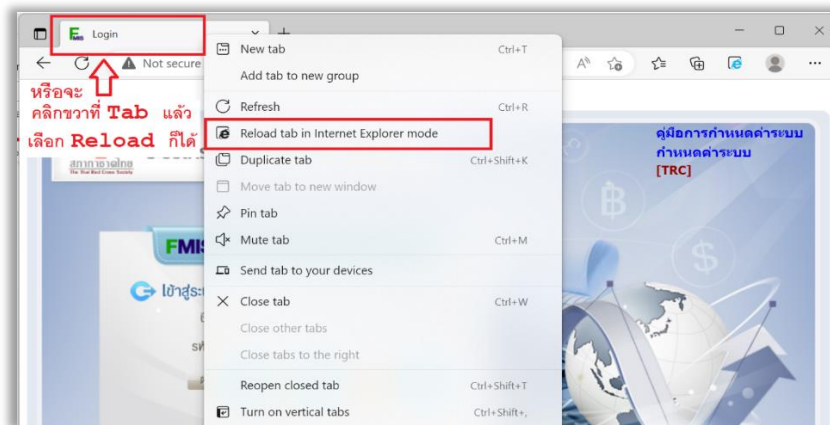 Login
Not secure
หรือจะ
คลิกขวาที่ Tab แล้ว
เลือก Reload ก็ได้
สภากาชาดไทย
The Thai Red Cross Society
FMIS
New tab Ctrl+T
Add tab to new group
Refresh Ctrl+R
Reload tab in Internet Explorer mode
Duplicate tab Ctrl+Shift+K
Move tab to new window
Pin tab
Mute tab Ctrl+M
Send tab to your devices
Close tab Ctrl+W
Close other tabs
Close tabs to the right
Reopen closed tab Ctrl+Shift+T
Turn on vertical tabs Ctrl+Shift+,
คู่มือการกำหนดค่าระบบ
กำหนดค่าระบบ
[TRC]